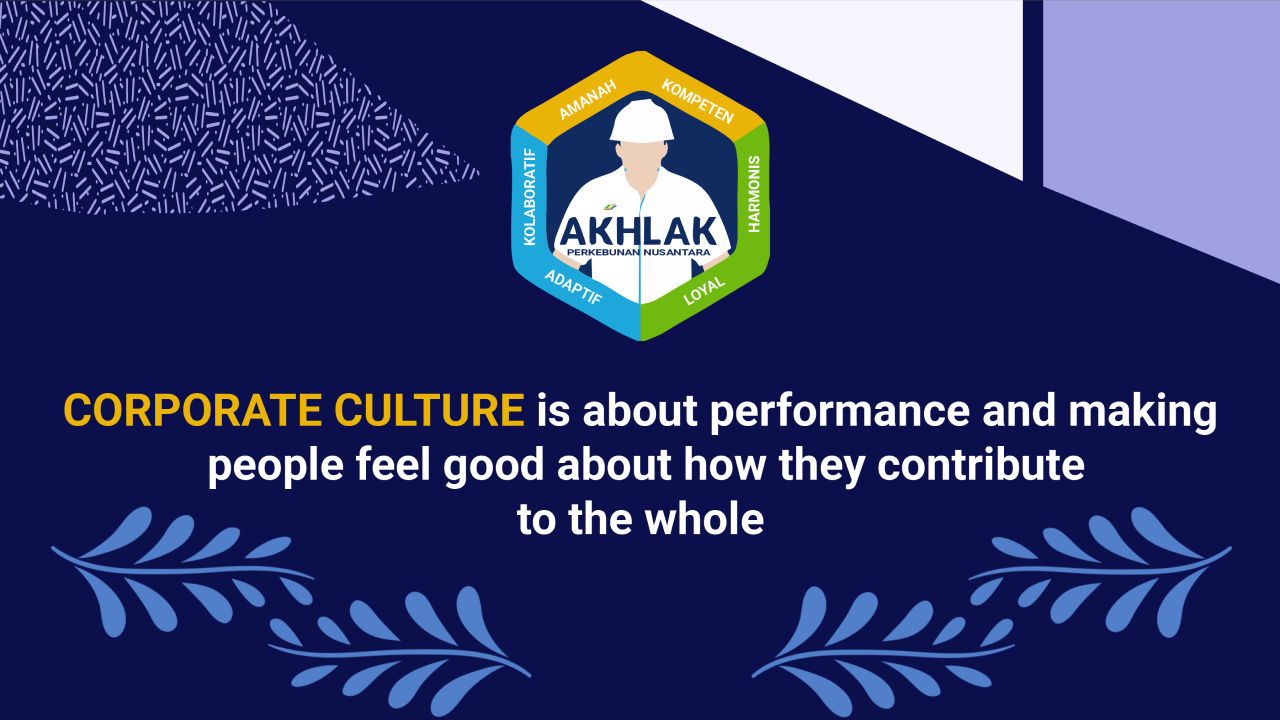 AMANAH
KOMPETEN
HARMONIS
LOYAL
ADAPTIF
KOLABORATIF
AKHLAK
PERKEBUNAN NUSANTARA
CORPORATE CULTURE is about performance and making
people feel good about how they contribute
to the whole